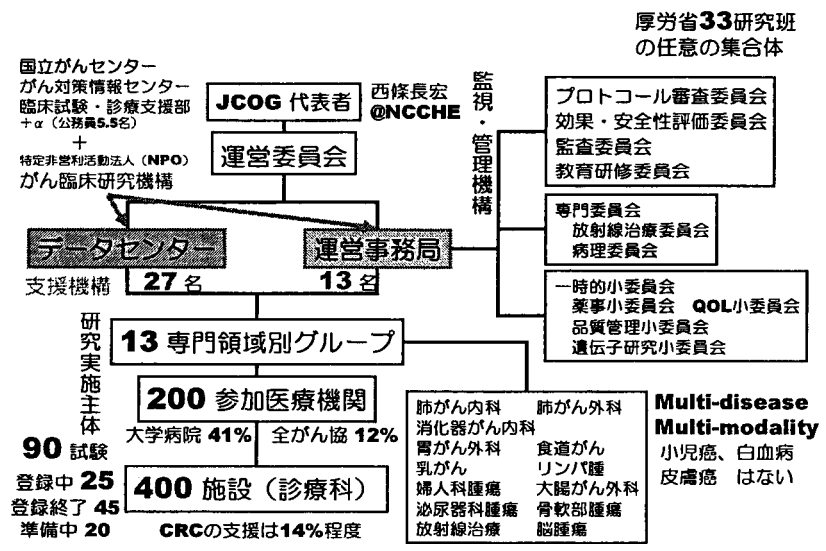 厚労省33研究班
の任意の集合体
国立がんセンター
がん対策情報センター
臨床試験・診療支援部
+α（公務員5.5名）
+
特定非営利活動法人（NPO）
がん臨床研究機構
JCOG 代表者
西條長宏
@NCCHE
運営委員会
監視・管理機構
プロトコール審査委員会
効果・安全性評価委員会
監査委員会
教育研修委員会
専門委員会
放射線治療委員会
病理委員会
一時的小委員会
薬事小委員会 QOL小委員会
品質管理小委員会
遺伝子研究小委員会
データセンター
運営事務局
支援機構
27名
13名
研究実施主体
13 専門領域別グループ
200 参加医療機関
大学病院 41% 全がん協 12%
90 試験
登録中 25
登録終了 45
準備中 20
400 施設（診療科）
CRCの支援は14%程度
肺がん内科 肺がん外科
消化器がん内科
胃がん外科 食道がん
乳がん リンパ腫
婦人科腫瘍 大腸がん外科
泌尿器科腫瘍 骨軟部腫瘍
放射線治療 脳腫瘍
Multi-disease
Multi-modality
小児癌、白血病
皮膚癌 はない